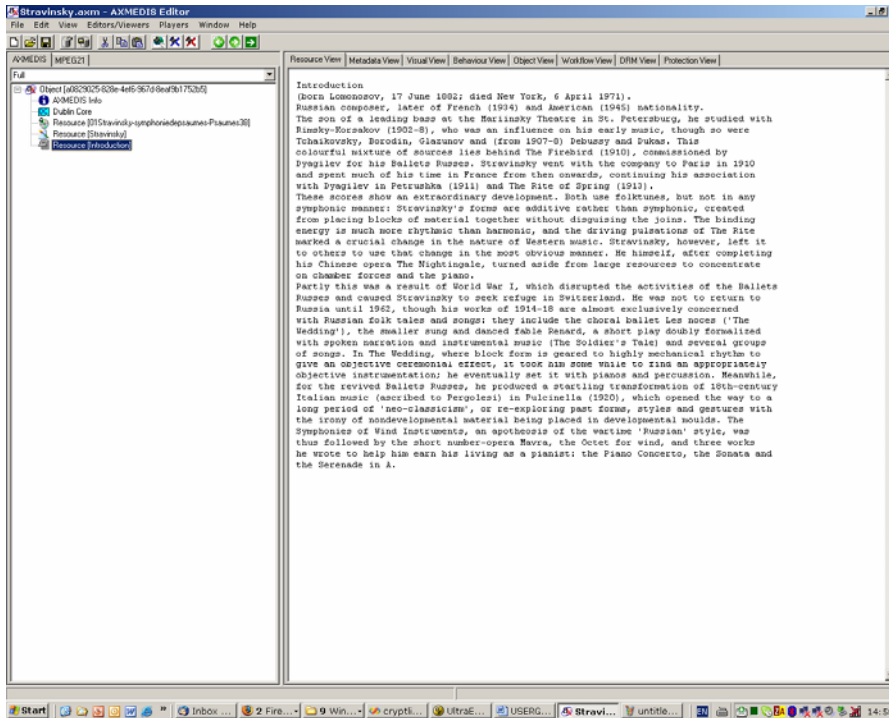 Stravinsky.axm - AXMEDIS Editor
File Edit View Editors/Viewers Players Window Help
AXMEDIS MPEG21
Full
Object [a0829025-828e-4ef6-967d-8eaf9b1752b5]
AXMEDIS Info
Dublin Core
Resource [01Stravinsky-symphoniedepsaumes-Psaumes38]
Resource [Stravinsky]
Resource [Introduction]
Resource View Metadata View Visual View Behaviour View Object View Workflow View DRM View Protection View
Introduction
(born Lomonosov, 17 June 1882; died New York, 6 April 1971).
Russian composer, later of French (1934) and American (1945) nationality.
The son of a leading bass at the Mariinsky Theatre in St. Petersburg, he studied with
Rimsky-Korsakov (1902-8), who was an influence on his early music, though so were
Tchaikovsky, Borodin, Glazunov and (from 1907-8) Debussy and Dukas. This
colourful mixture of sources lies behind The Firebird (1910), commissioned by
Dyagilev for his Ballets Russes. Stravinsky went with the company to Paris in 1910
and spent much of his time in France from then onwards, continuing his association
with Dyagilev in Petrushka (1911) and The Rite of Spring (1913).
These scores show an extraordinary development. Both use folktunes, but not in any
symphonic manner: Stravinsky's forms are additive rather than symphonic, created
from placing blocks of material together without disguising the joins. The binding
energy is much more rhythmic than harmonic, and the driving pulsations of The Rite
marked a crucial change in the nature of Western music. Stravinsky, however, left it
to others to use that change in the most obvious manner. He himself, after completing
his Chinese opera The Nightingale, turned aside from large resources to concentrate
on chamber forces and the piano.
Partly this was a result of World War I, which disrupted the activities of the Ballets
Russes and caused Stravinsky to seek refuge in Switzerland. He was not to return to
Russia until 1962, though his works of 1914-18 are almost exclusively concerned
with Russian folk tales and songs: they include the choral ballet Les noces ('The
Wedding'), the smaller sung and danced fable Renard, a short play doubly formalized
with spoken narration and instrumental music (The Soldier's Tale) and several groups
of songs. In The Wedding, where block form is geared to highly mechanical rhythm to
give an objective ceremonial effect, it took him some while to find an appropriately
objective instrumentation; he eventually set it with pianos and percussion. Meanwhile,
for the revived Ballets Russes, he produced a startling transformation of 18th-century
Italian music (ascribed to Pergolesi) in Pulcinella (1920), which opened the way to a
long period of 'neo-classicism', or re-exploring past forms, styles and gestures with
the irony of nondevelopmental material being placed in developmental moulds. The
Symphonies of Wind Instruments, an apotheosis of the wartime 'Russian' style, was
thus followed by the short number-opera Mavra, the Octet for wind, and three works
he wrote to help him earn his living as a pianist: the Piano Concerto, the Sonata and
the Serenade in A.
Start Inbox ... 2 Fire... 9 Win... cryptli... UltraE... USERG... Stravi... untitle... EN 14:5